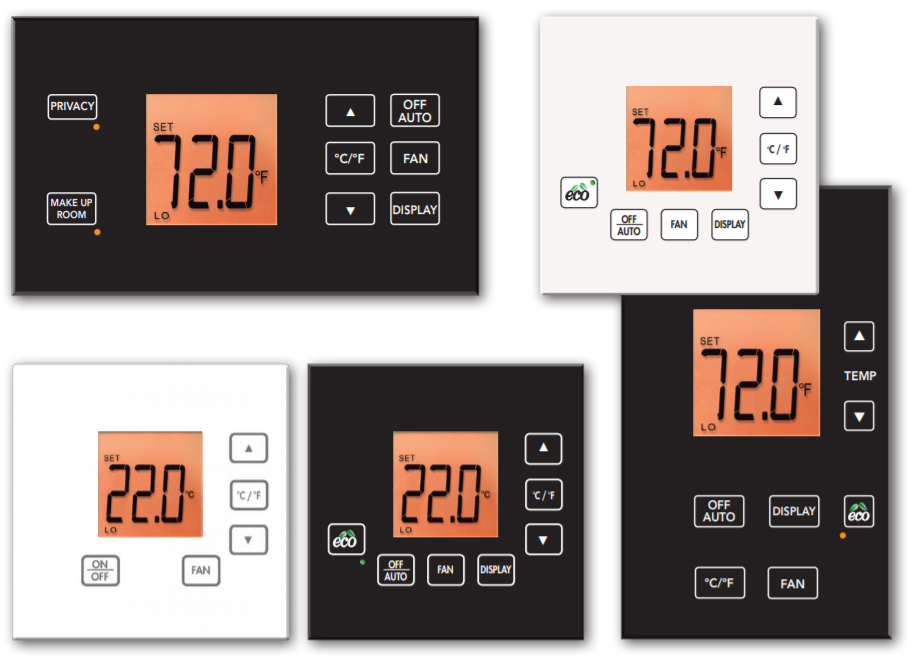 PRIVACY
MAKE UP
ROOM
SET
72.0°F
LO
▲
°C/°F
▼
OFF
AUTO
FAN
DISPLAY
SET
72.0°F
LO
▲
°C/°F
▼
eco
OFF
AUTO
FAN
DISPLAY
SET
22.0°C
LO
▲
°C/°F
▼
ON
OFF
FAN
SET
22.0°C
LO
▲
°C/°F
▼
eco
OFF
AUTO
FAN
DISPLAY
SET
72.0°F
LO
▲
TEMP
▼
OFF
AUTO
DISPLAY
eco
°C/°F
FAN